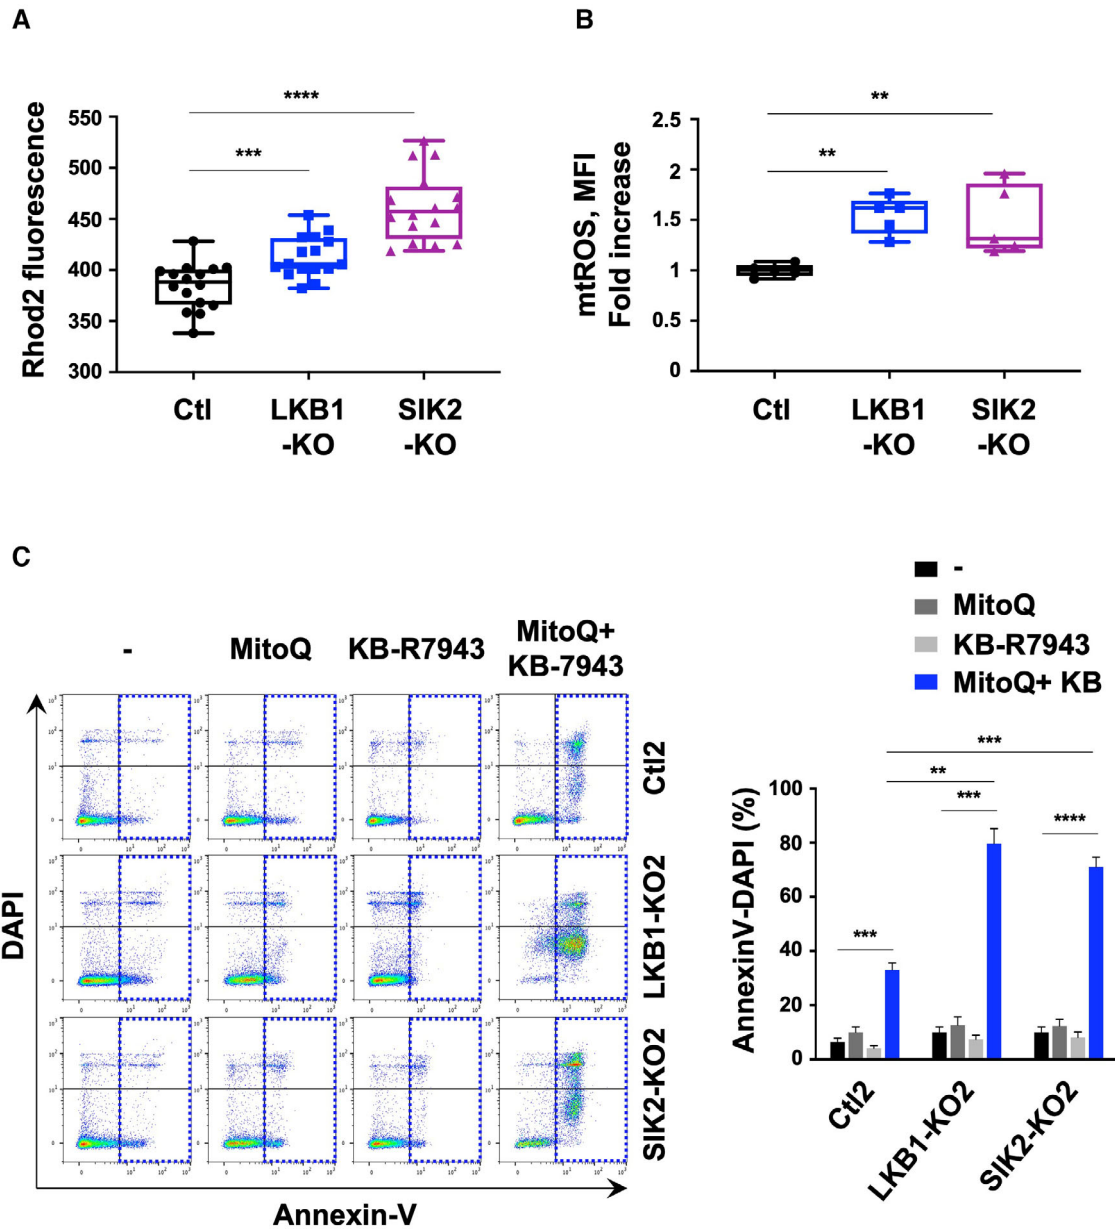 A
****
***
Rhod2 fluorescence
550
500
450
400
350
300
Ctl
LKB1
-KO
SIK2
-KO
B
**
**
mtROS, MFI
Fold increase
2.5
2
1.5
1
0.5
0
Ctl
LKB1
-KO
SIK2
-KO
C
-
MitoQ
KB-R7943
MitoQ+
KB-7943
DAPI
Annexin-V
Ctl2
LKB1-KO2
SIK2-KO2
-
MitoQ
KB-R7943
MitoQ+ KB
***
**
***
****
***
AnnexinV-DAPI (%)
100
80
60
40
20
0
Ctl2
LKB1-KO2
SIK2-KO2